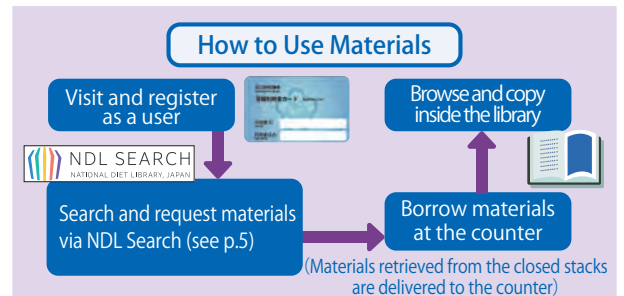 How to Use Materials
Visit and register
as a user
NDL SEARCH
NATIONAL DIET LIBRARY, JAPAN
Search and request materials
via NDL Search (see p.5)
Borrow materials
at the counter
(Materials retrieved from the closed stacks
are delivered to the counter)
Browse and copy
inside the library